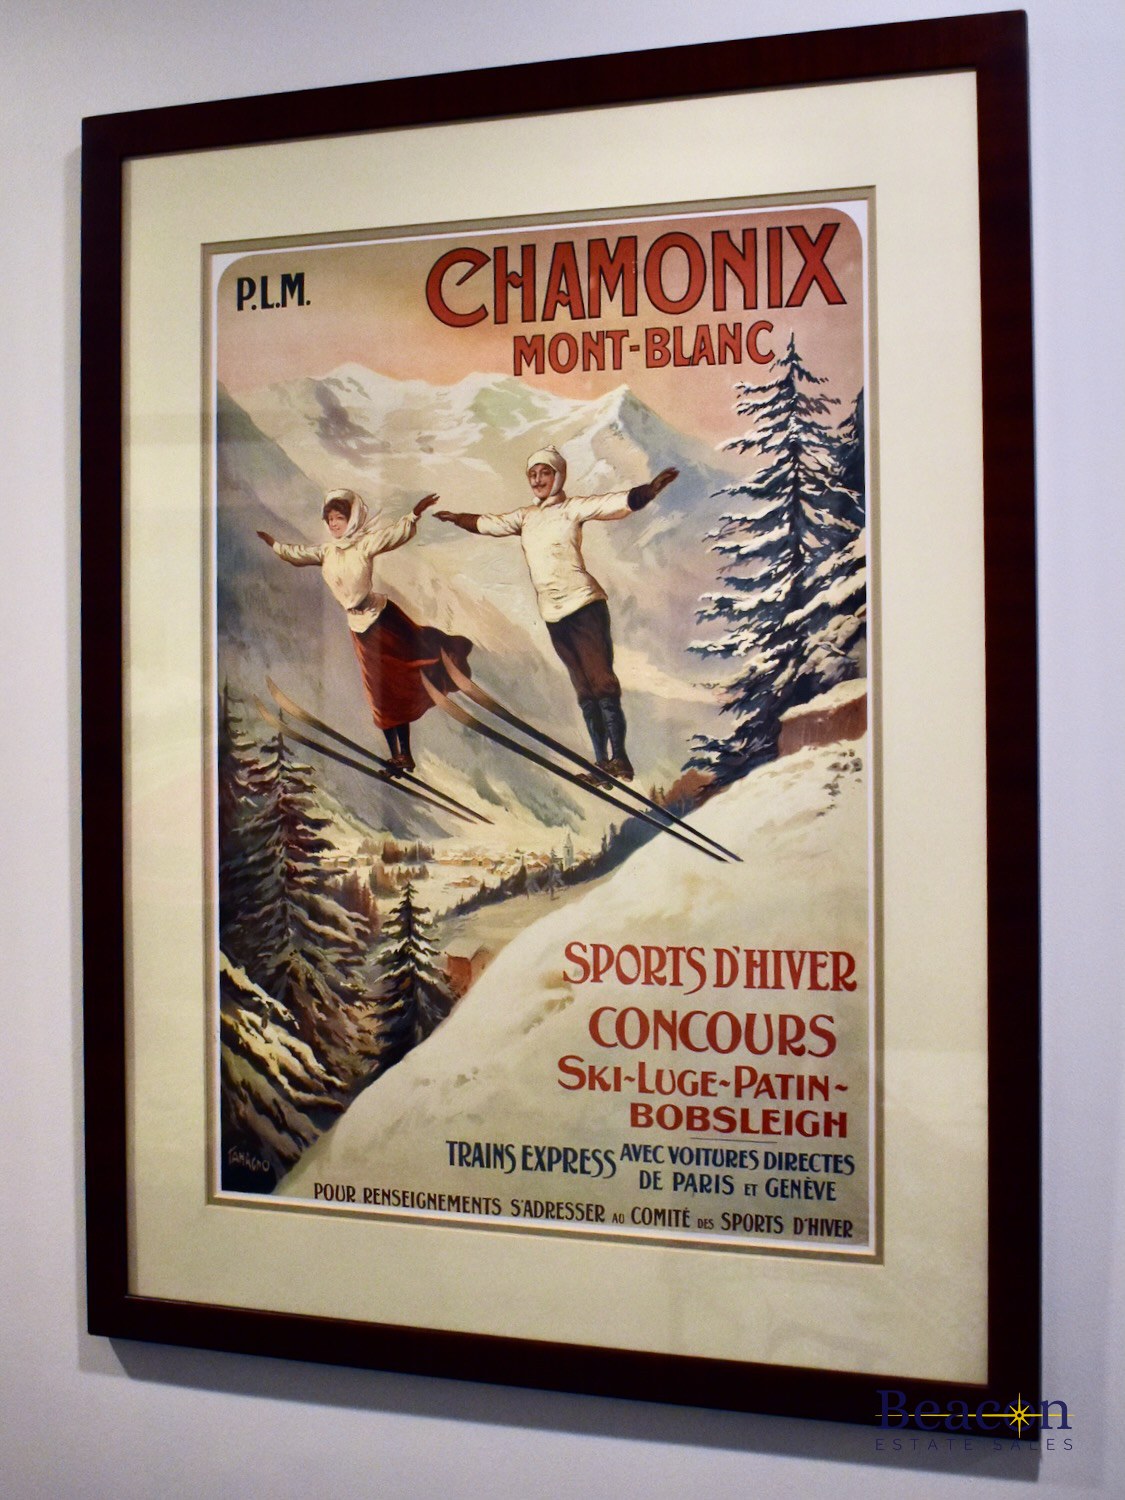 P.L.M.
CHAMONIX
MONT-BLANC
SPORTS D'HIVER
CONCOURS
SKI~LUGE~PATIN~
BOBSLEIGH
TRAINS EXPRESS AVEC VOITURES DIRECTES
DE PARIS ET GENÈVE
POUR RENSEIGNEMENTS S'ADRESSER AU COMITÉ DES SPORTS D'HIVER
TAMAGNO
Beacon
ESTATE SALES